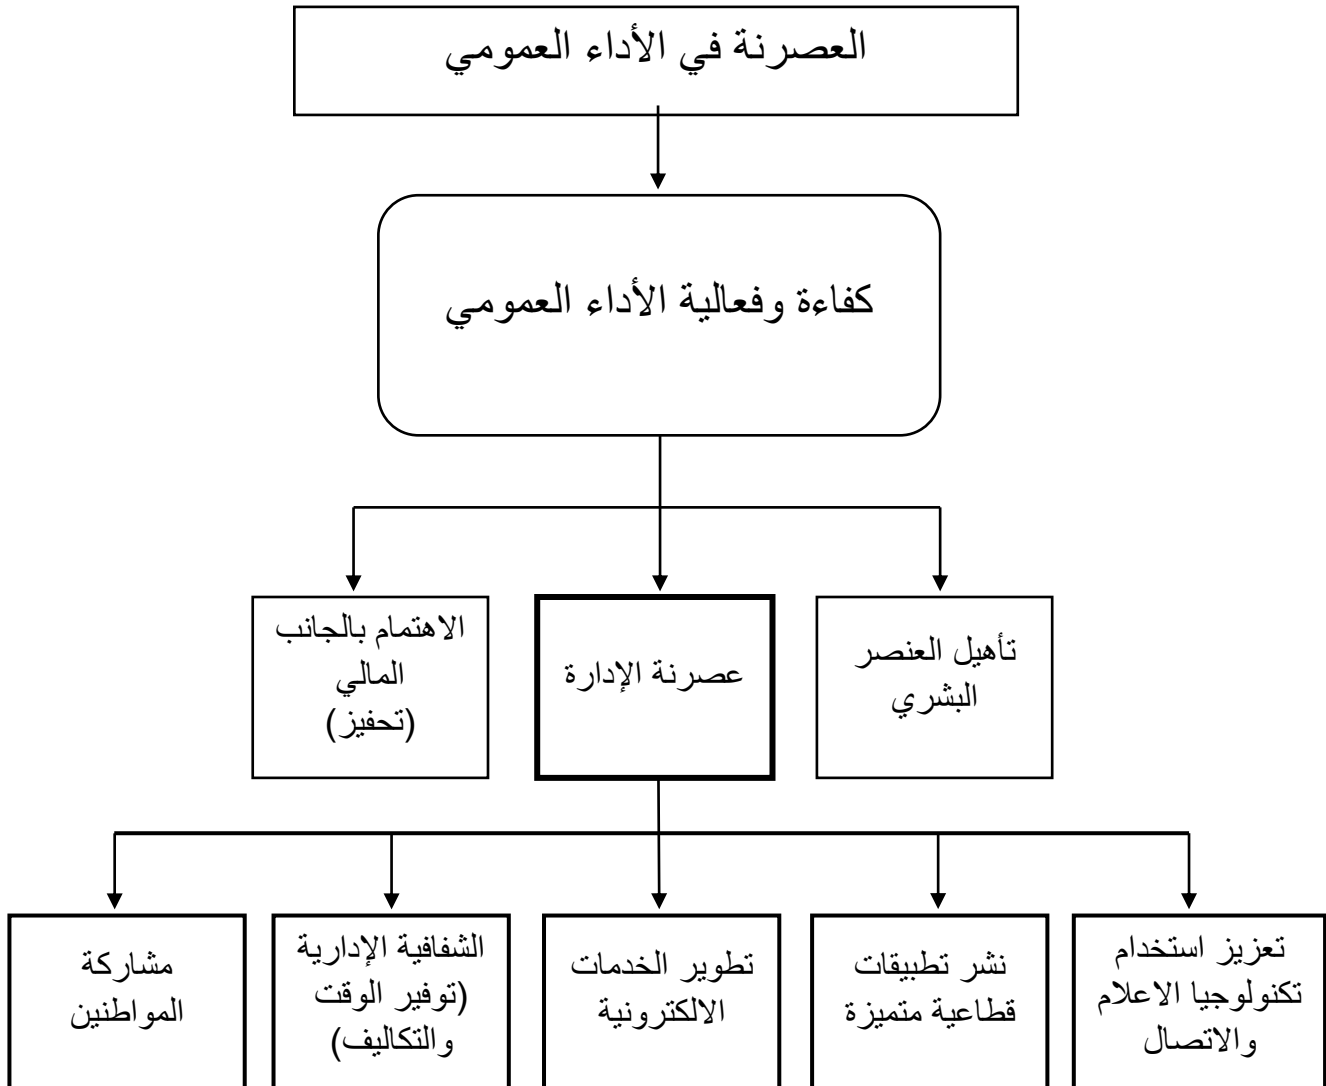 العصرنة في الأداء العمومي
كفاءة وفعالية الأداء العمومي
تأهيل العنصر
البشري
عصرنة الإدارة
الاهتمام بالجانب
المالي
(تحفيز)
تعزيز استخدام
تكنولوجيا الاعلام
والاتصال
نشر تطبيقات
قطاعية متميزة
تطوير الخدمات
الالكترونية
الشفافية الإدارية
(توفير الوقت
والتكاليف)
مشاركة
المواطنين